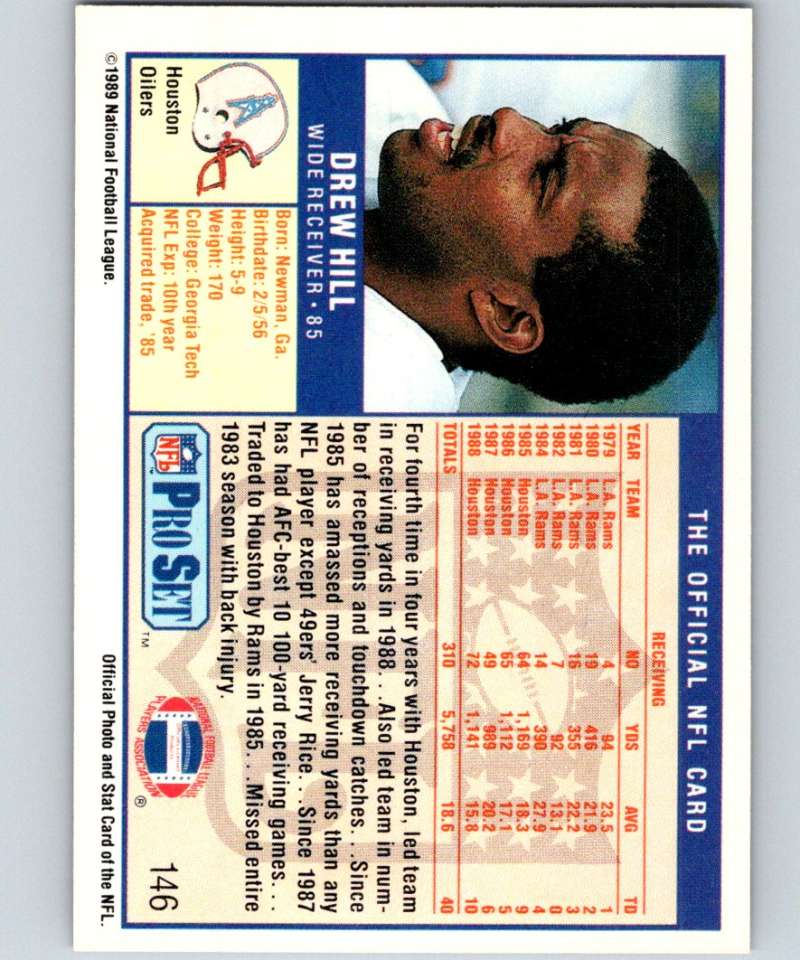 THE OFFICIAL NFL CARD
DREW HILL
WIDE RECEIVER • 85
Houston
Oilers
Born: Newman, Ga.
Birthdate: 2/5/56
Height: 5-9
Weight: 170
College: Georgia Tech
NFL Exp: 10th year
Acquired trade, '85
RECEIVING
YEAR TEAM NO YDS AVG TD
1979 L.A. Rams 4 94 23.5 1
1980 L.A. Rams 19 416 21.9 2
1981 L.A. Rams 16 355 22.2 3
1982 L.A. Rams 7 92 13.1 0
1984 L.A. Rams 14 390 27.9 4
1985 Houston 64 1,169 18.3 9
1986 Houston 65 1,112 17.1 5
1987 Houston 49 989 20.2 6
1988 Houston 72 1,141 15.8 10
TOTALS 310 5,758 18.6 40
For fourth time in four years with Houston, led team
in receiving yards in 1988...Also led team in num-
ber of receptions and touchdown catches...Since
1985 has amassed more receiving yards than any
NFL player except 49ers' Jerry Rice...Since 1987
has had AFC-best 10 100-yard receiving games...
Traded to Houston by Rams in 1985...Missed entire
1983 season with back injury.
NFL PRO SET ™
NATIONAL FOOTBALL LEAGUE
PLAYERS ASSOCIATION
®
146
©1989 National Football League.
Official Photo and Stat Card of the NFL.